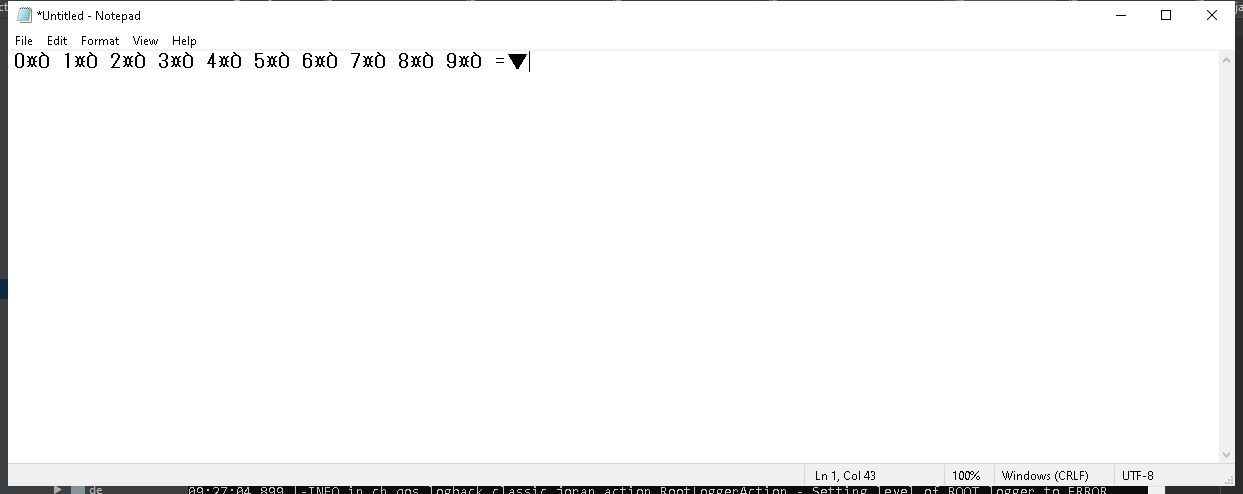 *Untitled - Notepad
File Edit Format View Help
0¤Ò 1¤Ò 2¤Ò 3¤Ò 4¤Ò 5¤Ò 6¤Ò 7¤Ò 8¤Ò 9¤Ò =▼
Ln 1, Col 43 100% Windows (CRLF) UTF-8
de 09:27:04,899 |-INFO in ch.qos.logback.classic.joran.action.RootLoggerAction - Setting level of ROOT logger to ERROR